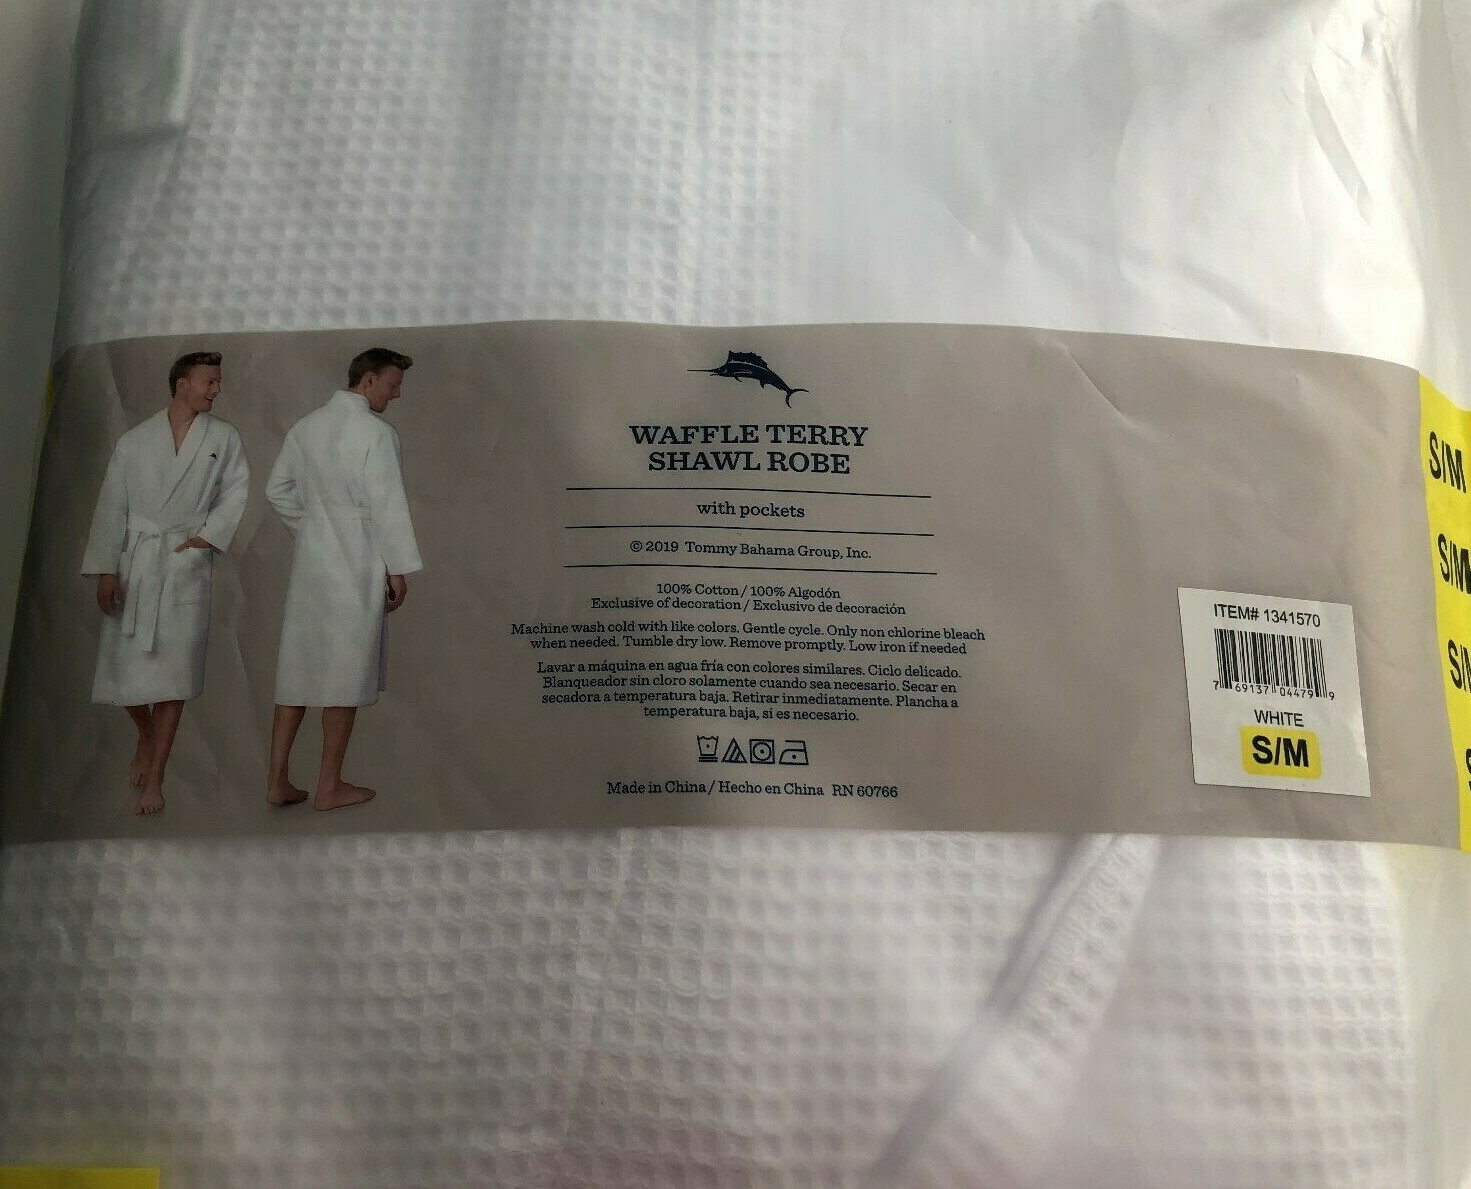 WAFFLE TERRY
SHAWL ROBE
with pockets
© 2019 Tommy Bahama Group, Inc.
100% Cotton / 100% Algodón
Exclusive of decoration / Exclusivo de decoración
Machine wash cold with like colors. Gentle cycle. Only non chlorine bleach
when needed. Tumble dry low. Remove promptly. Low iron if needed
Lavar a máquina en agua fría con colores similares. Ciclo delicado.
Blanqueador sin cloro solamente cuando sea necesario. Secar en
secadora a temperatura baja. Retirar inmediatamente. Plancha a
temperatura baja, si es necesario.
Made in China / Hecho en China RN 60766
ITEM# 1341570
7 69137 04479 9
WHITE
S/M
S/M
S/M